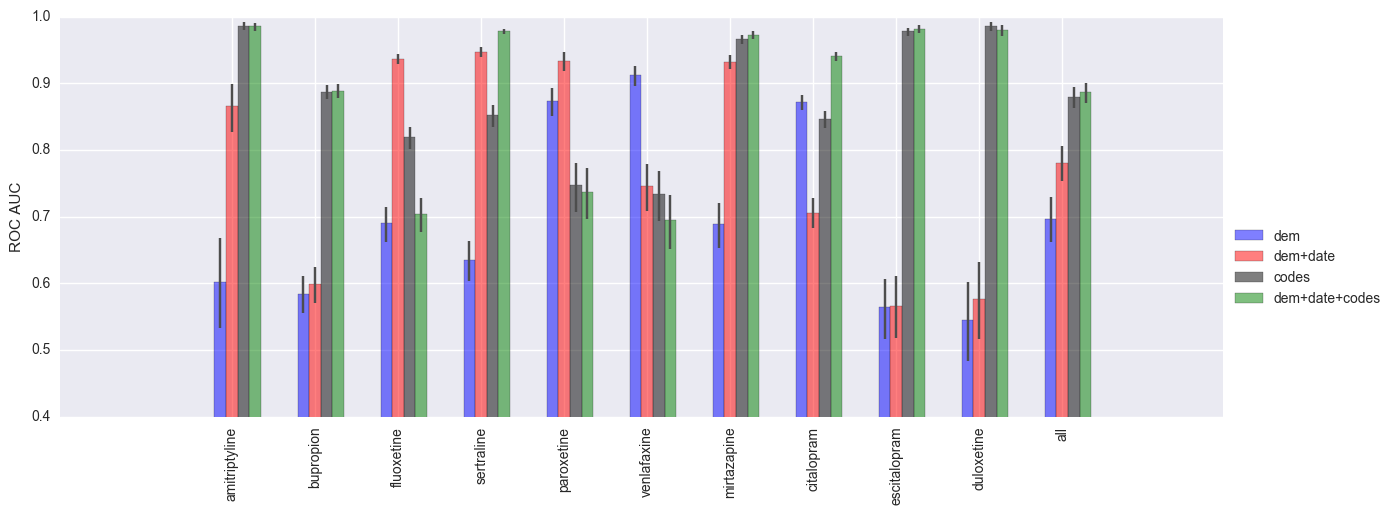 1.0
0.9
0.8
0.7
0.6
0.5
0.4
ROC AUC
amitriptyline
bupropion
fluoxetine
sertraline
paroxetine
venlafaxine
mirtazapine
citalopram
escitalopram
duloxetine
all
dem
dem+date
codes
dem+date+codes